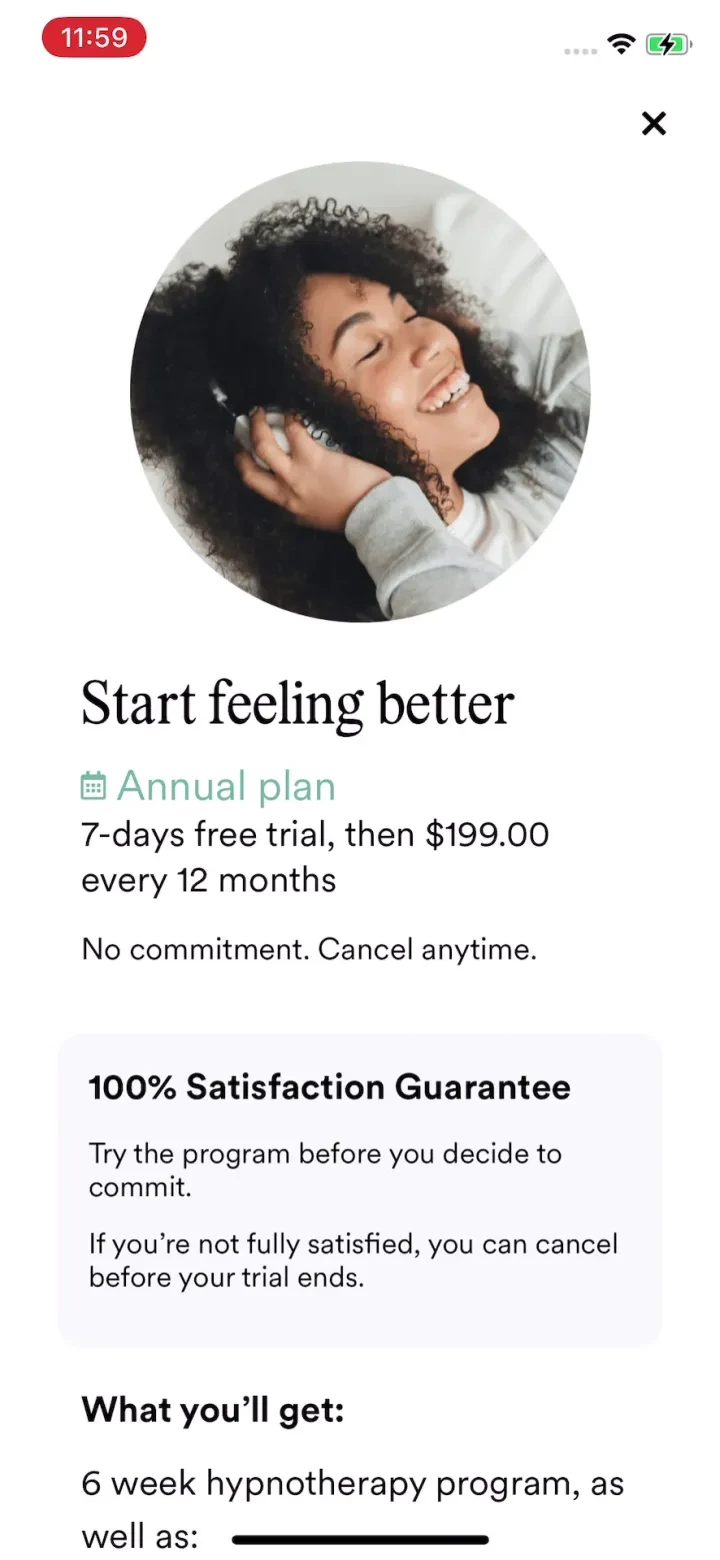 11:59
Start feeling better
Annual plan
7-days free trial, then $199.00
every 12 months
No commitment. Cancel anytime.
100% Satisfaction Guarantee
Try the program before you decide to
commit.
If you’re not fully satisfied, you can cancel
before your trial ends.
What you’ll get:
6 week hypnotherapy program, as
well as: